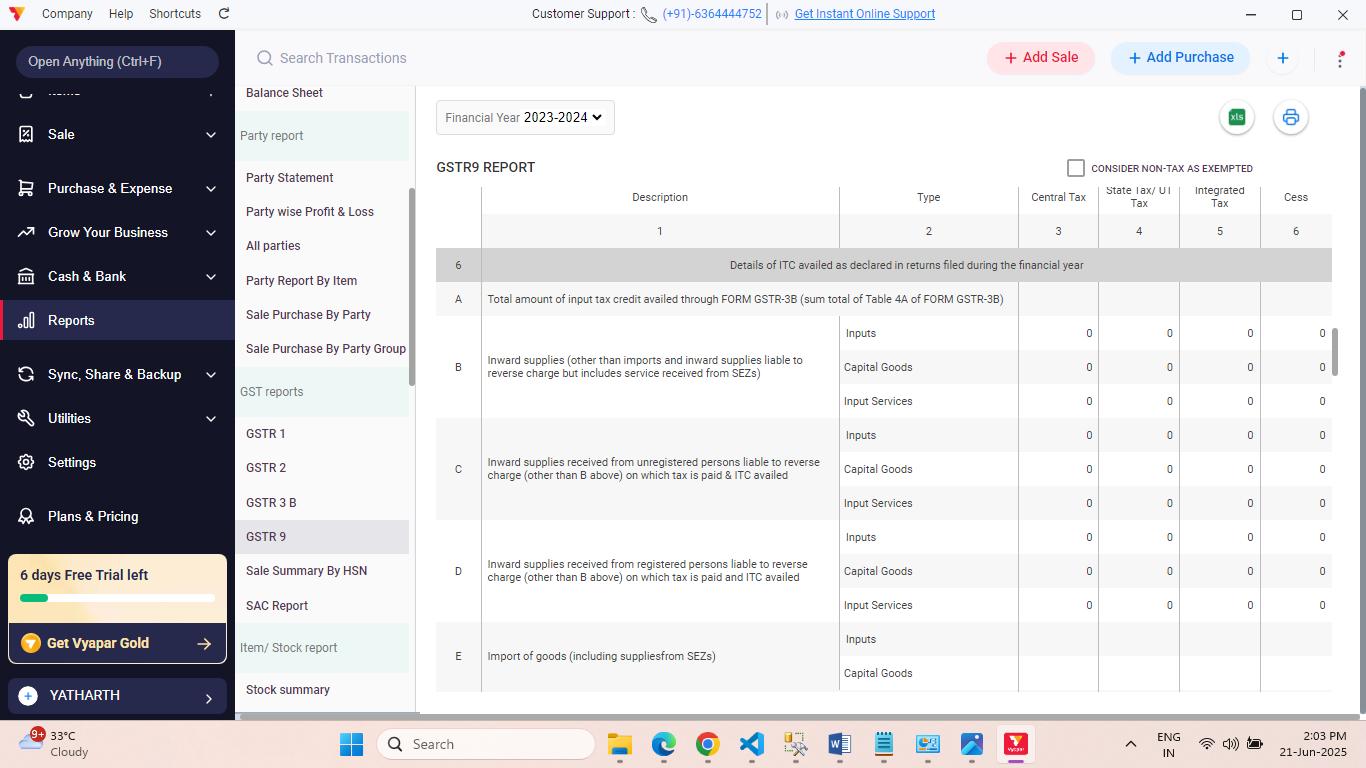 Company Help Shortcuts
Customer Support : (+91)-6364444752 Get Instant Online Support
Open Anything (Ctrl+F)
Sale
Purchase & Expense
Grow Your Business
Cash & Bank
Reports
Sync, Share & Backup
Utilities
Settings
Plans & Pricing
6 days Free Trial left
Get Vyapar Gold
YATHARTH
Search Transactions
Add Sale
Add Purchase
Balance Sheet
Party report
Party Statement
Party wise Profit & Loss
All parties
Party Report By Item
Sale Purchase By Party
Sale Purchase By Party Group
GST reports
GSTR 1
GSTR 2
GSTR 3 B
GSTR 9
Sale Summary By HSN
SAC Report
Item/ Stock report
Stock summary
Financial Year 2023-2024
xls
GSTR9 REPORT
CONSIDER NON-TAX AS EXEMPTED
Description Type Central Tax State Tax/ UT Tax Integrated Tax Cess
1 2 3 4 5 6
6 Details of ITC availed as declared in returns filed during the financial year
A Total amount of input tax credit availed through FORM GSTR-3B (sum total of Table 4A of FORM GSTR-3B)
B Inward supplies (other than imports and inward supplies liable to
reverse charge but includes service received from SEZs)
Inputs 0 0 0 0
Capital Goods 0 0 0 0
Input Services 0 0 0 0
C Inward supplies received from unregistered persons liable to reverse
charge (other than B above) on which tax is paid & ITC availed
Inputs 0 0 0 0
Capital Goods 0 0 0 0
Input Services 0 0 0 0
D Inward supplies received from registered persons liable to reverse
charge (other than B above) on which tax is paid and ITC availed
Inputs 0 0 0 0
Capital Goods 0 0 0 0
Input Services 0 0 0 0
E Import of goods (including suppliesfrom SEZs)
Inputs
Capital Goods
9+
33°C
Cloudy
Search
Vyapar
ENG
IN
2:03 PM
21-Jun-2025